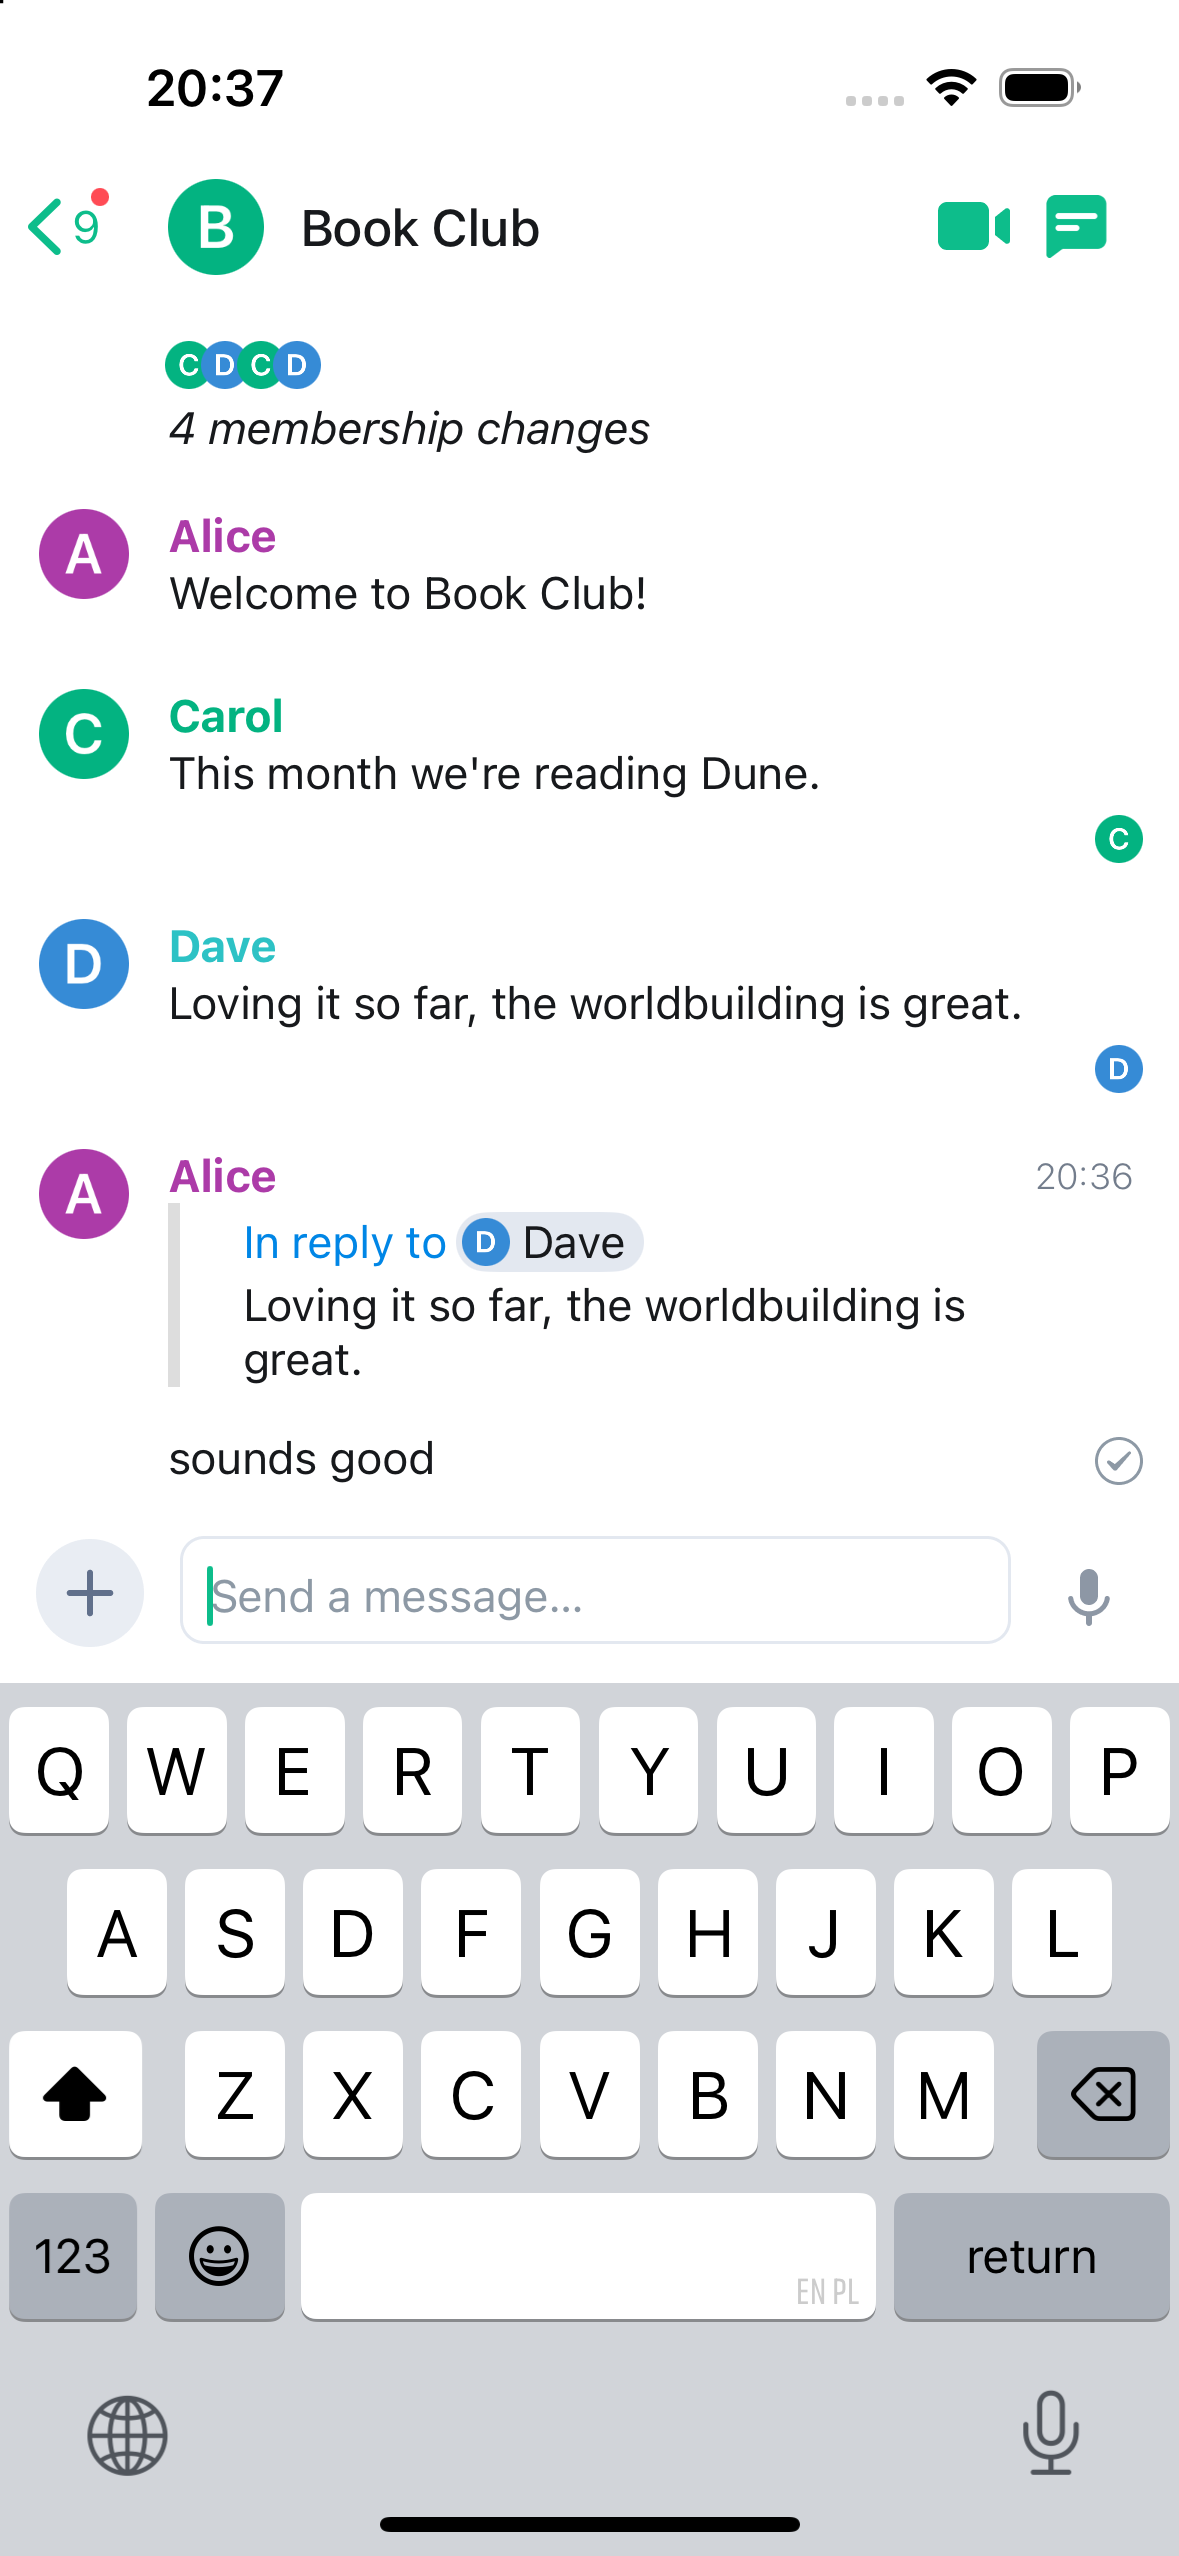 20:37
9
B
Book Club
C D C D
4 membership changes
A
Alice
Welcome to Book Club!
C
Carol
This month we're reading Dune.
C
D
Dave
Loving it so far, the worldbuilding is great.
D
A
Alice
20:36
In reply to D Dave
Loving it so far, the worldbuilding is
great.
sounds good
Send a message...
Q W E R T Y U I O P
A S D F G H J K L
Z X C V B N M
123
EN PL
return